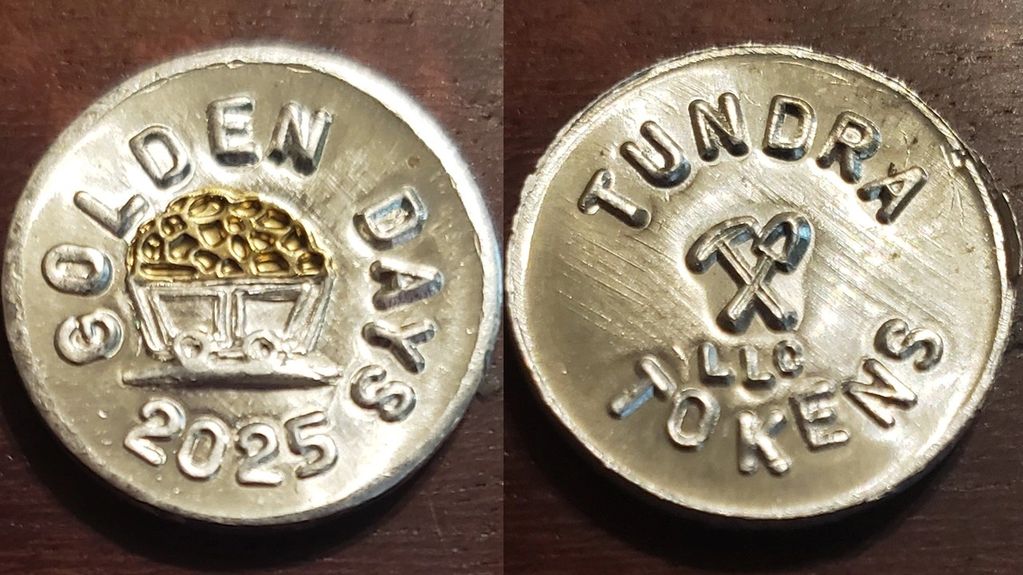 GOLDEN DAYS
2025
TUNDRA
LLC
TOKENS